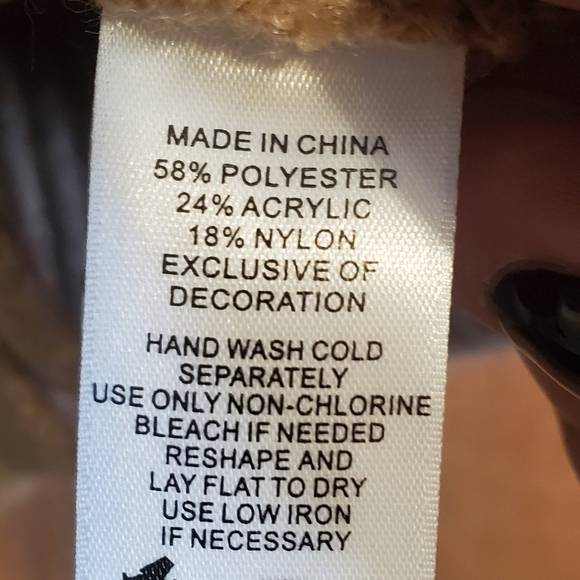 MADE IN CHINA
58% POLYESTER
24% ACRYLIC
18% NYLON
EXCLUSIVE OF
DECORATION
HAND WASH COLD
SEPARATELY
USE ONLY NON-CHLORINE
BLEACH IF NEEDED
RESHAPE AND
LAY FLAT TO DRY
USE LOW IRON
IF NECESSARY